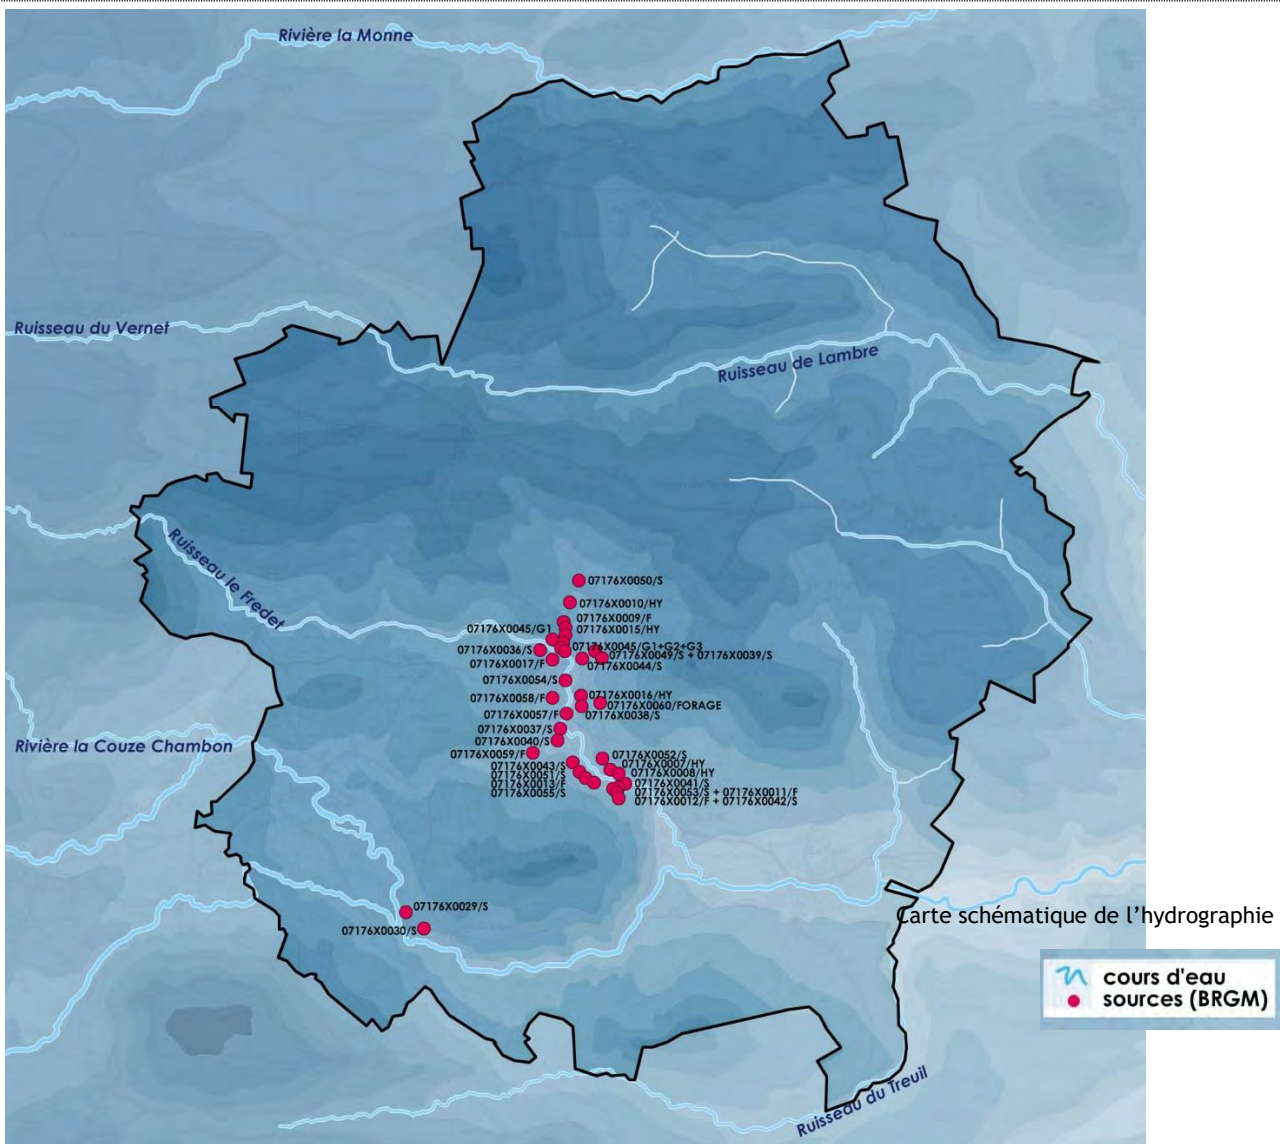 Rivière la Monne
Ruisseau du Vernet
Ruisseau de Lambre
Ruisseau le Fredet
07176X0050/S
07176X0010/HY
07176X0009/F
07176X0045/G1
07176X0015/HY
07176X0045/G1+G2+G3
07176X0036/S
07176X0049/S + 07176X0039/S
07176X0017/F
07176X0044/S
07176X0054/S
07176X0058/F
07176X0016/HY
07176X0060/FORAGE
07176X0057/F
07176X0038/S
07176X0037/S
07176X0040/S
Rivière la Couze Chambon
07176X0059/F
07176X0052/S
07176X0043/S
07176X0007/HY
07176X0051/S
07176X0008/HY
07176X0013/F
07176X0041/S
07176X0055/S
07176X0053/S + 07176X0011/F
07176X0012/F + 07176X0042/S
07176X0029/S
07176X0030/S
Carte schématique de l'hydrographie
cours d'eau
sources (BRGM)
Ruisseau du Treuil